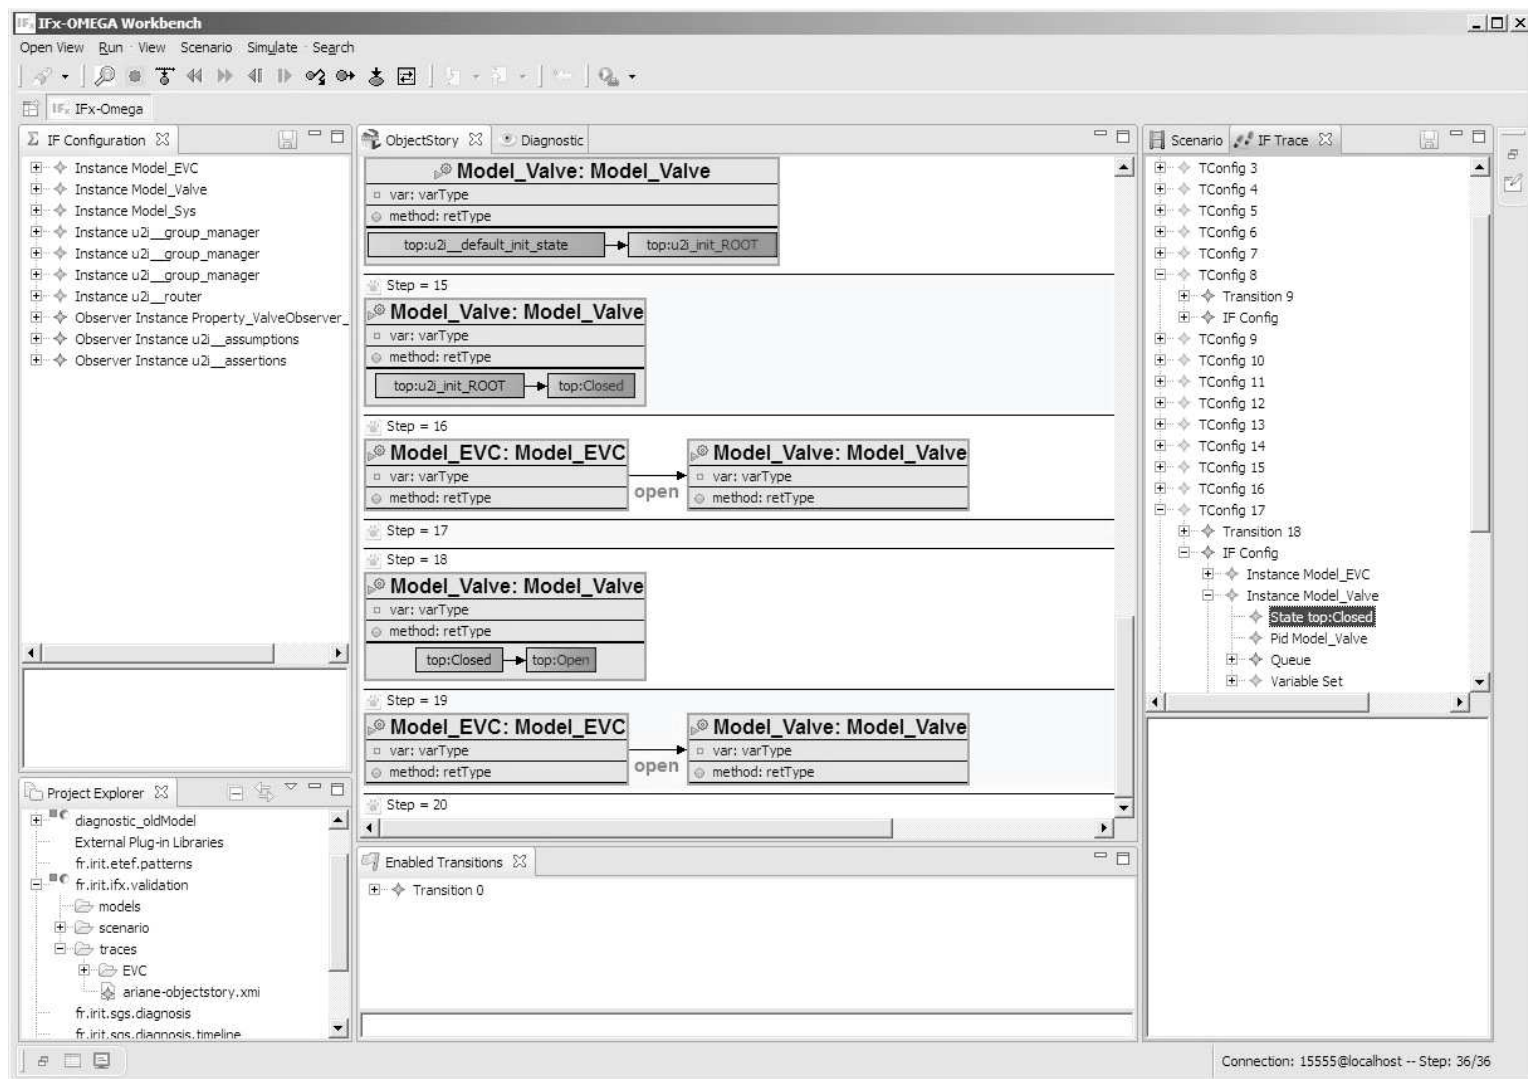 IFx-OMEGA Workbench
Open View Run View Scenario Simulate Search
IFx-Omega
IF Configuration
Instance Model_EVC
Instance Model_Valve
Instance Model_Sys
Instance u2i__group_manager
Instance u2i__group_manager
Instance u2i__group_manager
Instance u2i__router
Observer Instance Property_ValveObserver_
Observer Instance u2i__assumptions
Observer Instance u2i__assertions
Project Explorer
diagnostic_oldModel
External Plug-in Libraries
fr.irit.etef.patterns
fr.irit.ifx.validation
models
scenario
traces
EVC
ariane-objectstory.xmi
fr.irit.sgs.diagnosis
fr.irit.sgs.diagnosis.timeline
ObjectStory Diagnostic
Model_Valve: Model_Valve
var: varType
method: retType
top:u2i__default_init_state top:u2i_init_ROOT
Step = 15
Model_Valve: Model_Valve
var: varType
method: retType
top:u2i_init_ROOT top:Closed
Step = 16
Model_EVC: Model_EVC Model_Valve: Model_Valve
var: varType var: varType
method: retType open method: retType
Step = 17
Step = 18
Model_Valve: Model_Valve
var: varType
method: retType
top:Closed top:Open
Step = 19
Model_EVC: Model_EVC Model_Valve: Model_Valve
var: varType var: varType
method: retType open method: retType
Step = 20
Enabled Transitions
Transition 0
Scenario IF Trace
TConfig 3
TConfig 4
TConfig 5
TConfig 6
TConfig 7
TConfig 8
Transition 9
IF Config
TConfig 9
TConfig 10
TConfig 11
TConfig 12
TConfig 13
TConfig 14
TConfig 15
TConfig 16
TConfig 17
Transition 18
IF Config
Instance Model_EVC
Instance Model_Valve
State top:Closed
Pid Model_Valve
Queue
Variable Set
Connection: 15555@localhost -- Step: 36/36